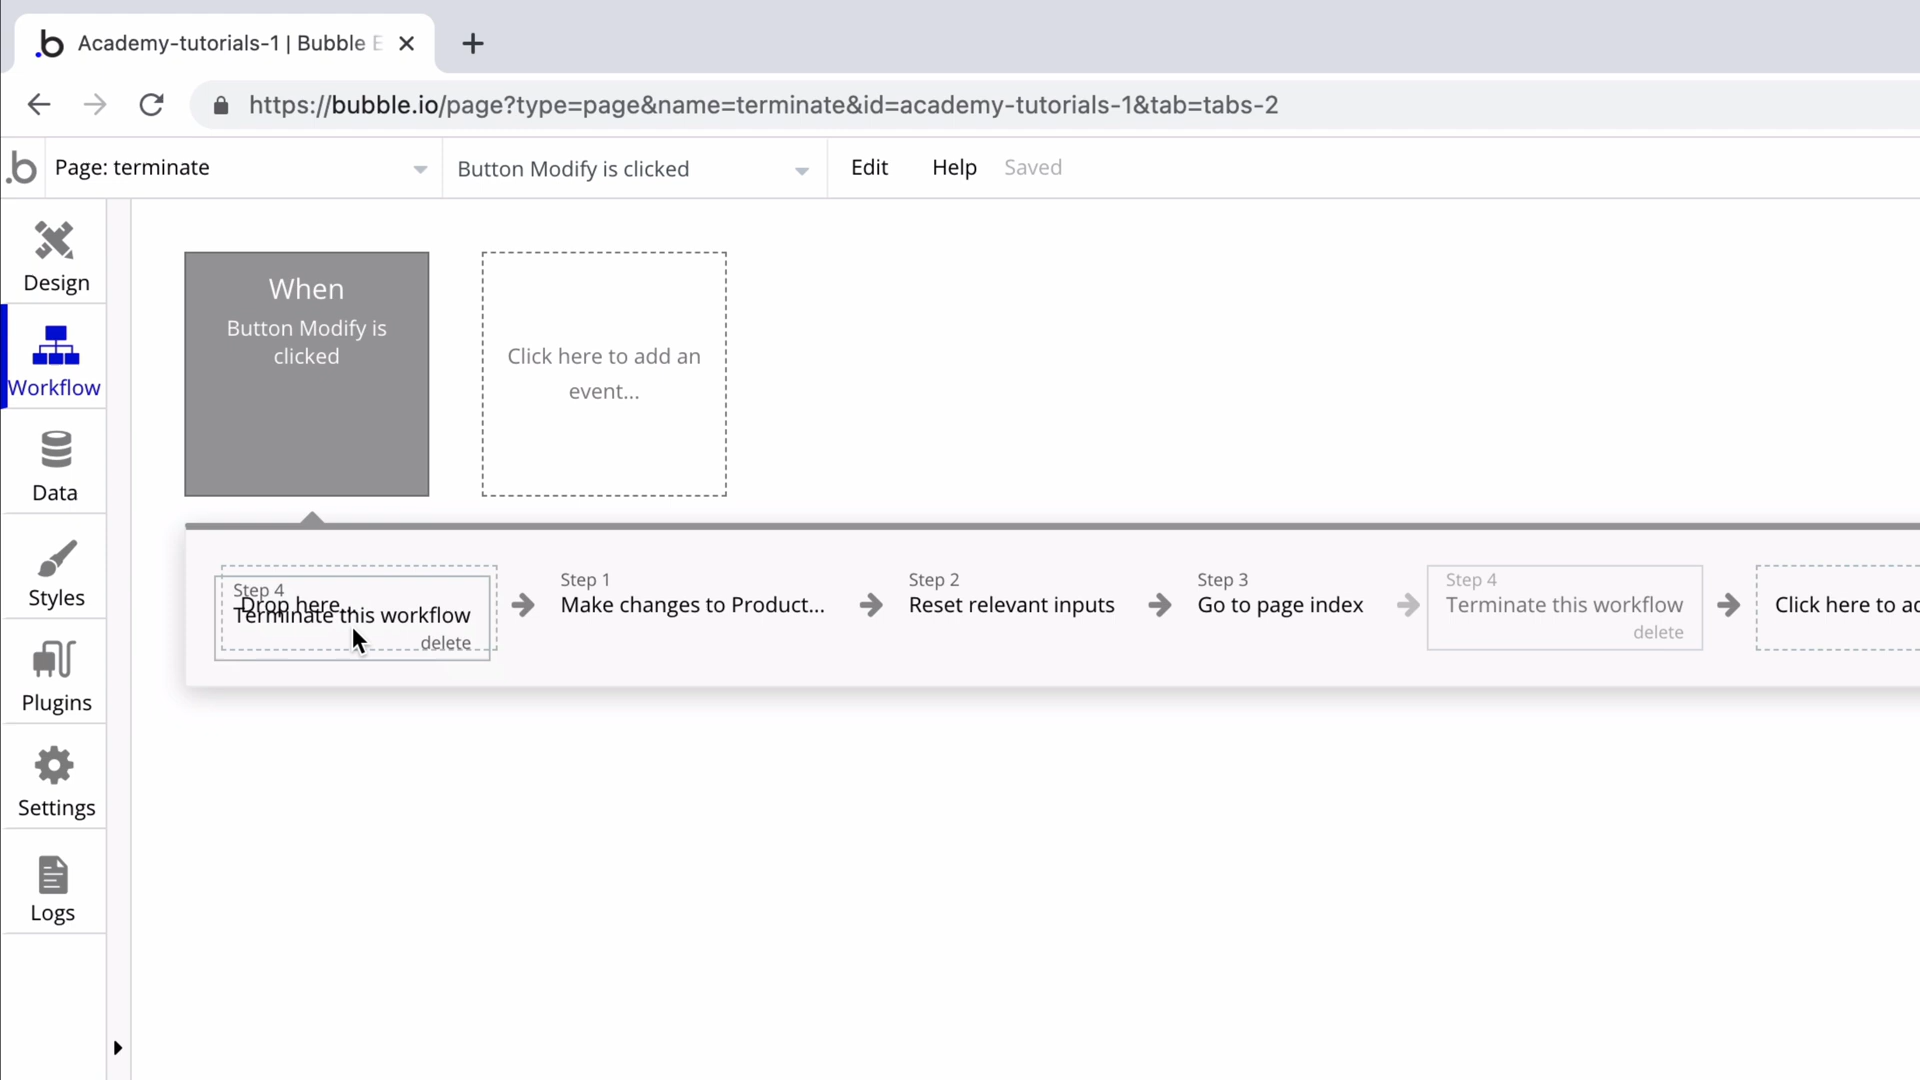 Academy-tutorials-1 | Bubble E
https://bubble.io/page?type=page&name=terminate&id=academy-tutorials-1&tab=tabs-2
.b
Page: terminate
Button Modify is clicked
Edit
Help
Saved
Design
Workflow
Data
Styles
Plugins
Settings
Logs
When
Button Modify is
clicked
Click here to add an
event...
Step 4
Drop here...
Terminate this workflow
delete
Step 1
Make changes to Product...
Step 2
Reset relevant inputs
Step 3
Go to page index
Step 4
Terminate this workflow
delete
Click here to ad